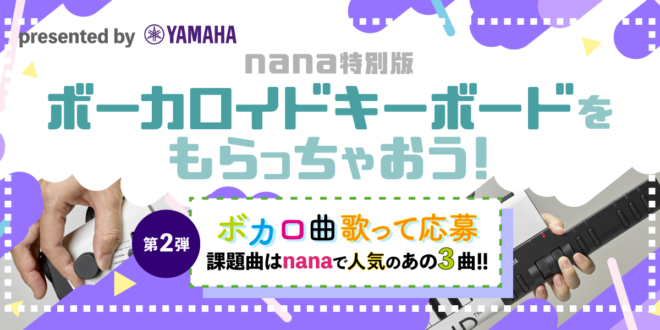 presented by YAMAHA
nana特別版
ボーカロイドキーボードを
もらっちゃおう!
第2弾
ボカロ曲歌って応募
課題曲はnanaで人気のあの3曲!!